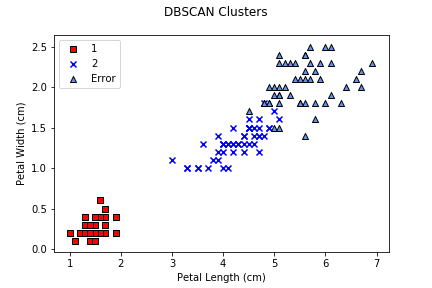 DBSCAN Clusters
1
2
Error
Petal Width (cm)
2.5
2.0
1.5
1.0
0.5
0.0
1 2 3 4 5 6 7
Petal Length (cm)